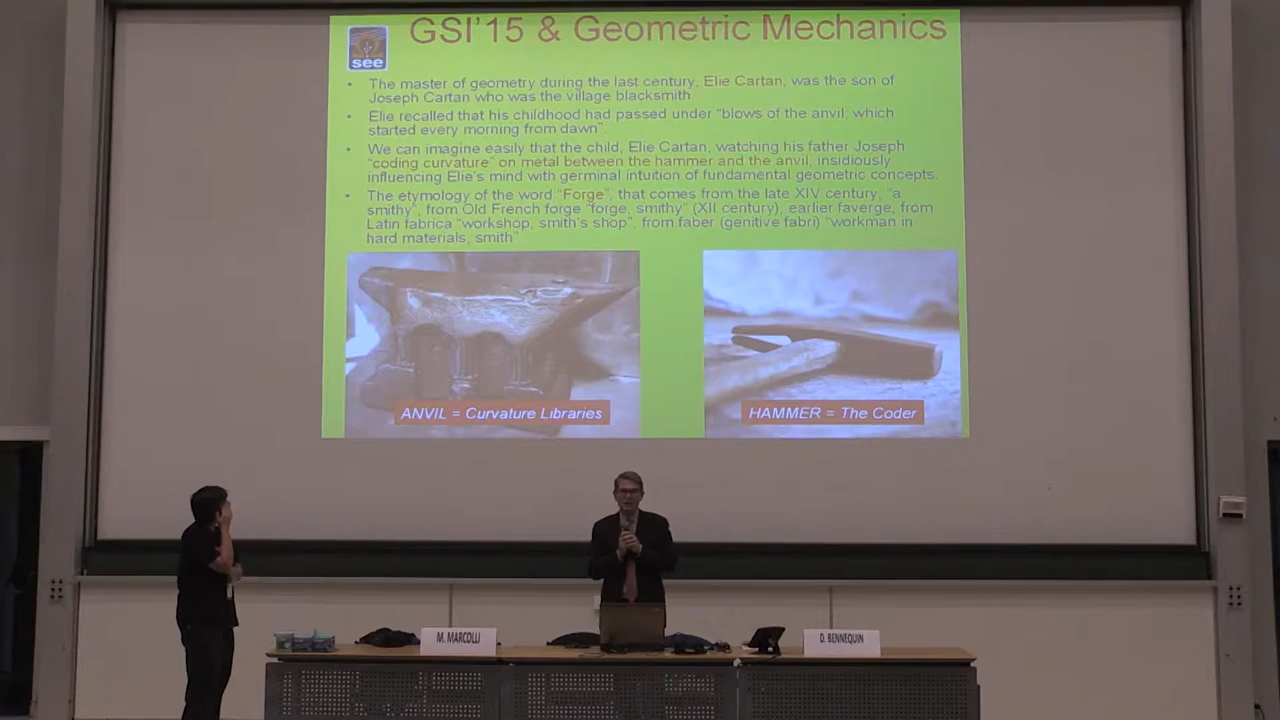 GSI'15 & Geometric Mechanics
see
• The master of geometry during the last century, Elie Cartan, was the son of
Joseph Cartan who was the village blacksmith.
• Elie recalled that his childhood had passed under "blows of the anvil, which
started every morning from dawn".
• We can imagine easily that the child, Elie Cartan, watching his father Joseph
"coding curvature" on metal between the hammer and the anvil, insidiously
influencing Elie's mind with germinal intuition of fundamental geometric concepts.
• The etymology of the word "Forge", that comes from the late XIV century, "a
smithy", from Old French forge "forge, smithy" (XII century), earlier faverge, from
Latin fabrica "workshop, smith's shop", from faber (genitive fabri) "workman in
hard materials, smith"
ANVIL = Curvature Libraries
HAMMER = The Coder
M. MARCOLLI
D. BENNEQUIN